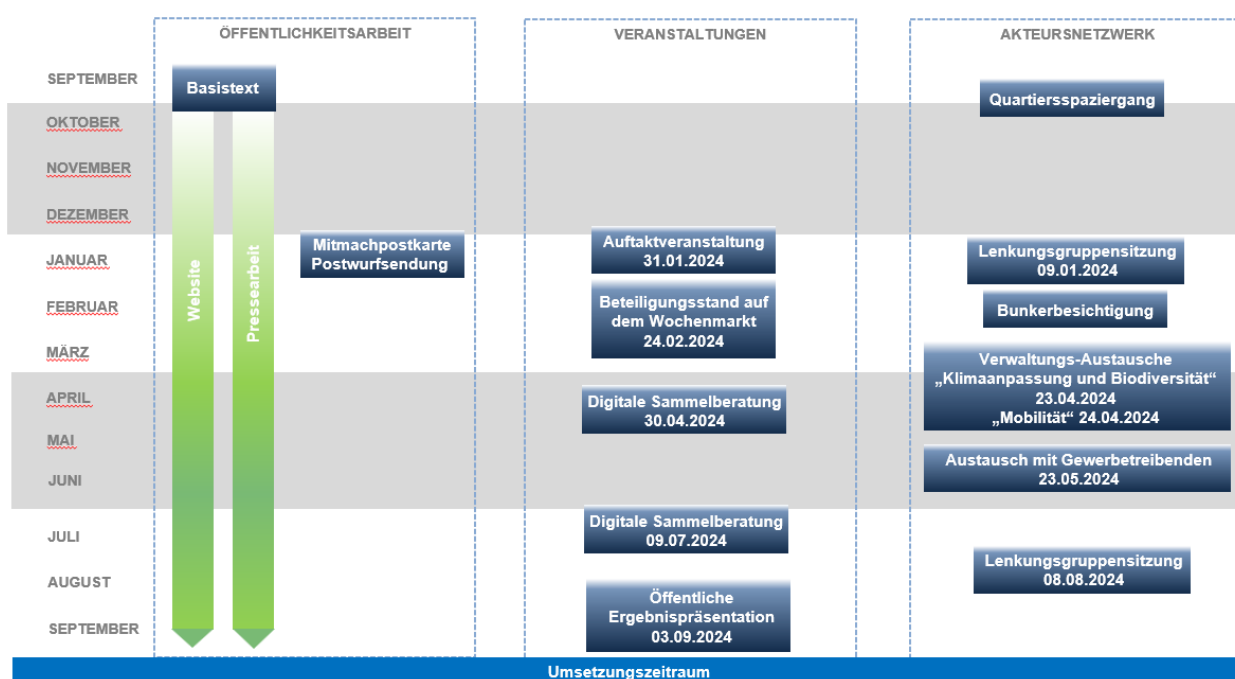 ÖFFENTLICHKEITSARBEIT
VERANSTALTUNGEN
AKTEURSNETZWERK
SEPTEMBER
Basistext
Quartiersspaziergang
OKTOBER
NOVEMBER
DEZEMBER
JANUAR
Mitmachpostkarte
Postwurfsendung
Auftaktveranstaltung
31.01.2024
Lenkungsgruppensitzung
09.01.2024
Website
Pressearbeit
FEBRUAR
Beteiligungsstand auf
dem Wochenmarkt
24.02.2024
Bunkerbesichtigung
MÄRZ
Verwaltungs-Austausche
„Klimaanpassung und Biodiversität“
23.04.2024
„Mobilität“ 24.04.2024
APRIL
Digitale Sammelberatung
30.04.2024
MAI
Austausch mit Gewerbetreibenden
23.05.2024
JUNI
JULI
Digitale Sammelberatung
09.07.2024
Lenkungsgruppensitzung
08.08.2024
AUGUST
Öffentliche
Ergebnispräsentation
03.09.2024
SEPTEMBER
Umsetzungszeitraum